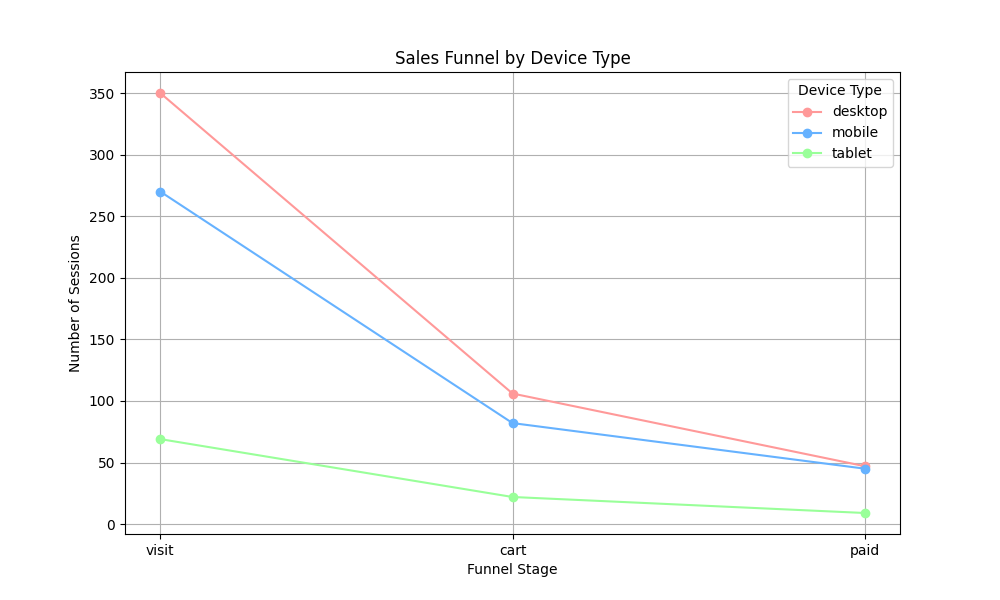 Sales Funnel by Device Type
Device Type
desktop
mobile
tablet
350
300
250
200
150
100
50
0
Number of Sessions
visit
cart
paid
Funnel Stage